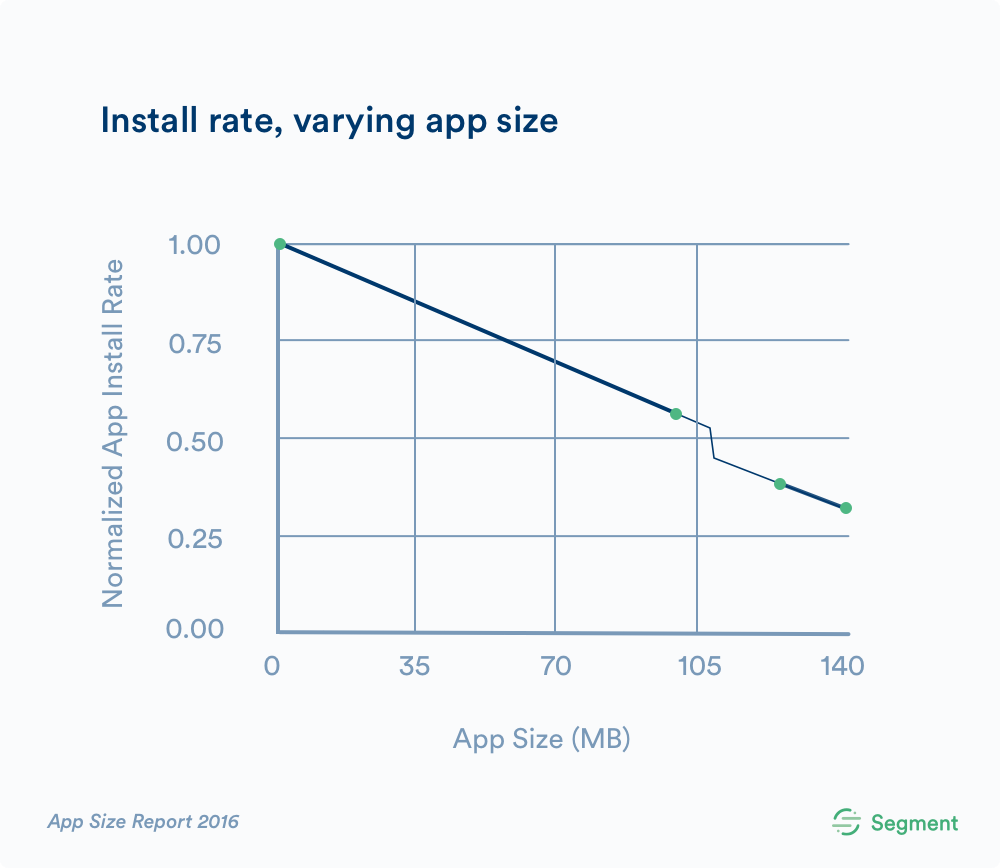 Install rate, varying app size
Normalized App Install Rate
1.00
0.75
0.50
0.25
0.00
0
35
70
105
140
App Size (MB)
App Size Report 2016
Segment